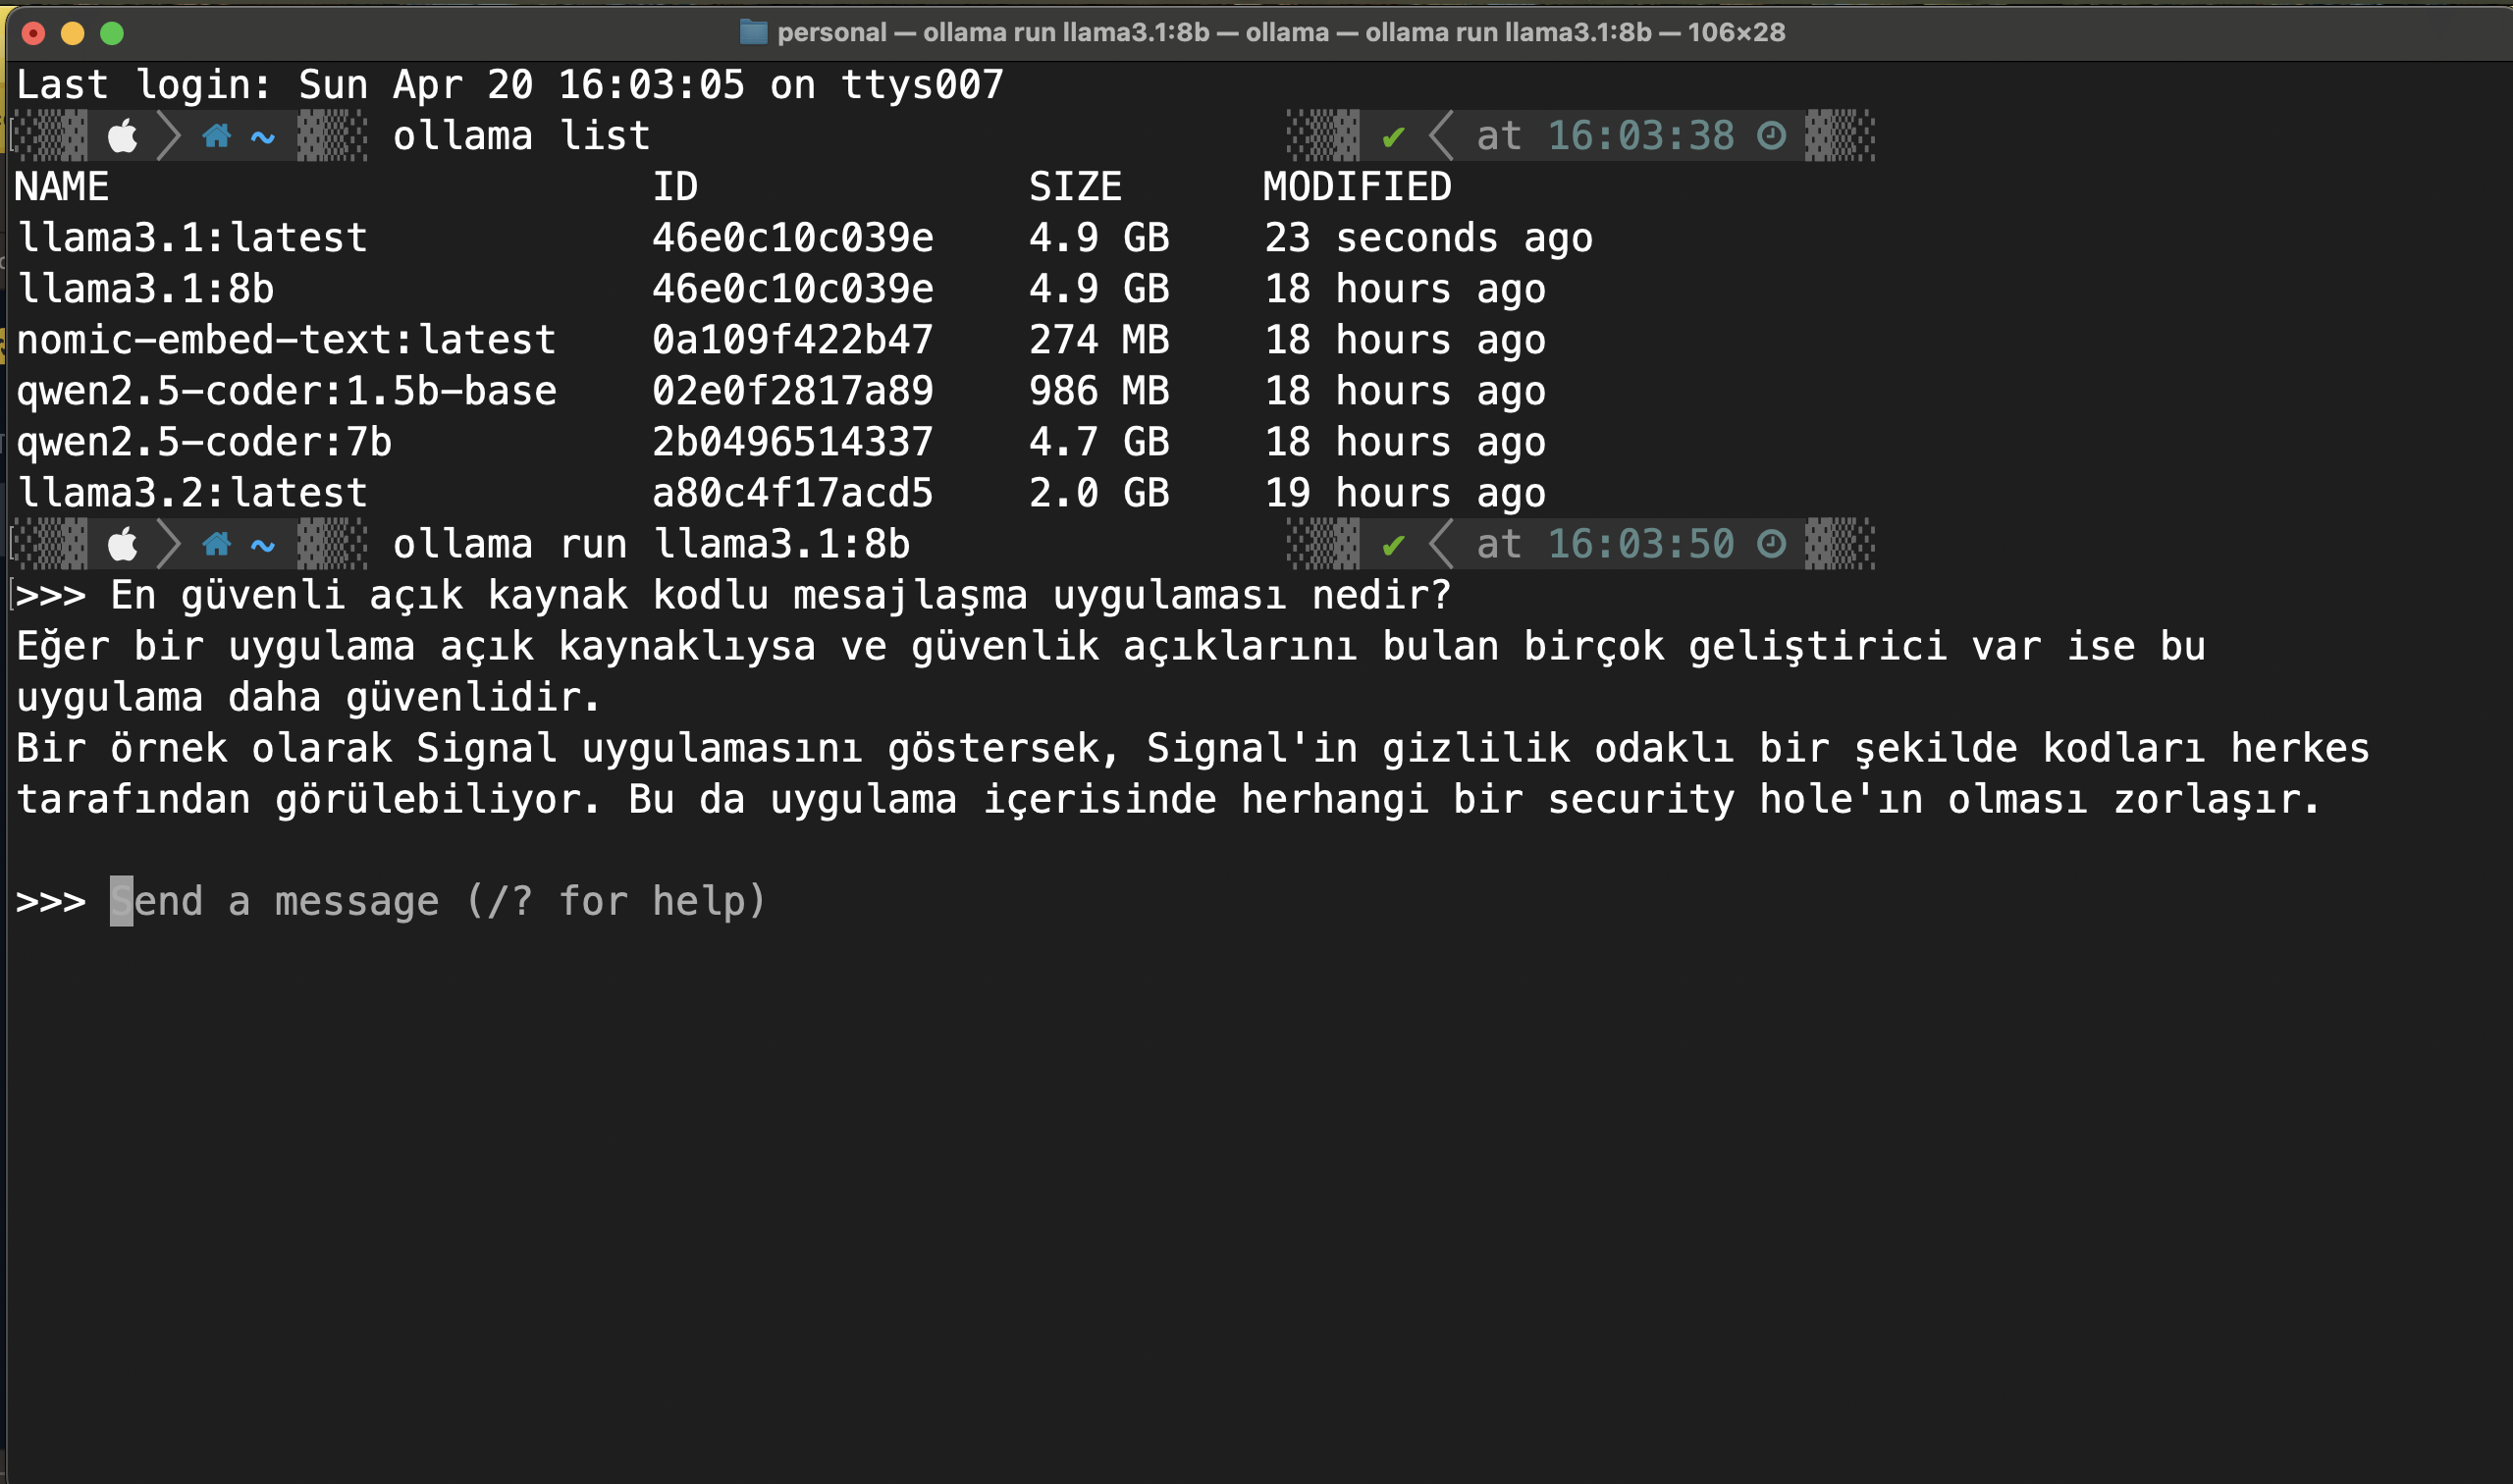 personal — ollama run llama3.1:8b — ollama — ollama run llama3.1:8b — 106×28
Last login: Sun Apr 20 16:03:05 on ttys007
~ ollama list ✔ at 16:03:38
NAME ID SIZE MODIFIED
llama3.1:latest 46e0c10c039e 4.9 GB 23 seconds ago
llama3.1:8b 46e0c10c039e 4.9 GB 18 hours ago
nomic-embed-text:latest 0a109f422b47 274 MB 18 hours ago
qwen2.5-coder:1.5b-base 02e0f2817a89 986 MB 18 hours ago
qwen2.5-coder:7b 2b0496514337 4.7 GB 18 hours ago
llama3.2:latest a80c4f17acd5 2.0 GB 19 hours ago
~ ollama run llama3.1:8b ✔ at 16:03:50
>>> En güvenli açık kaynak kodlu mesajlaşma uygulaması nedir?
Eğer bir uygulama açık kaynaklıysa ve güvenlik açıklarını bulan birçok geliştirici var ise bu
uygulama daha güvenlidir.
Bir örnek olarak Signal uygulamasını göstersek, Signal'in gizlilik odaklı bir şekilde kodları herkes
tarafından görülebiliyor. Bu da uygulama içerisinde herhangi bir security hole'ın olması zorlaşır.
>>> Send a message (/? for help)